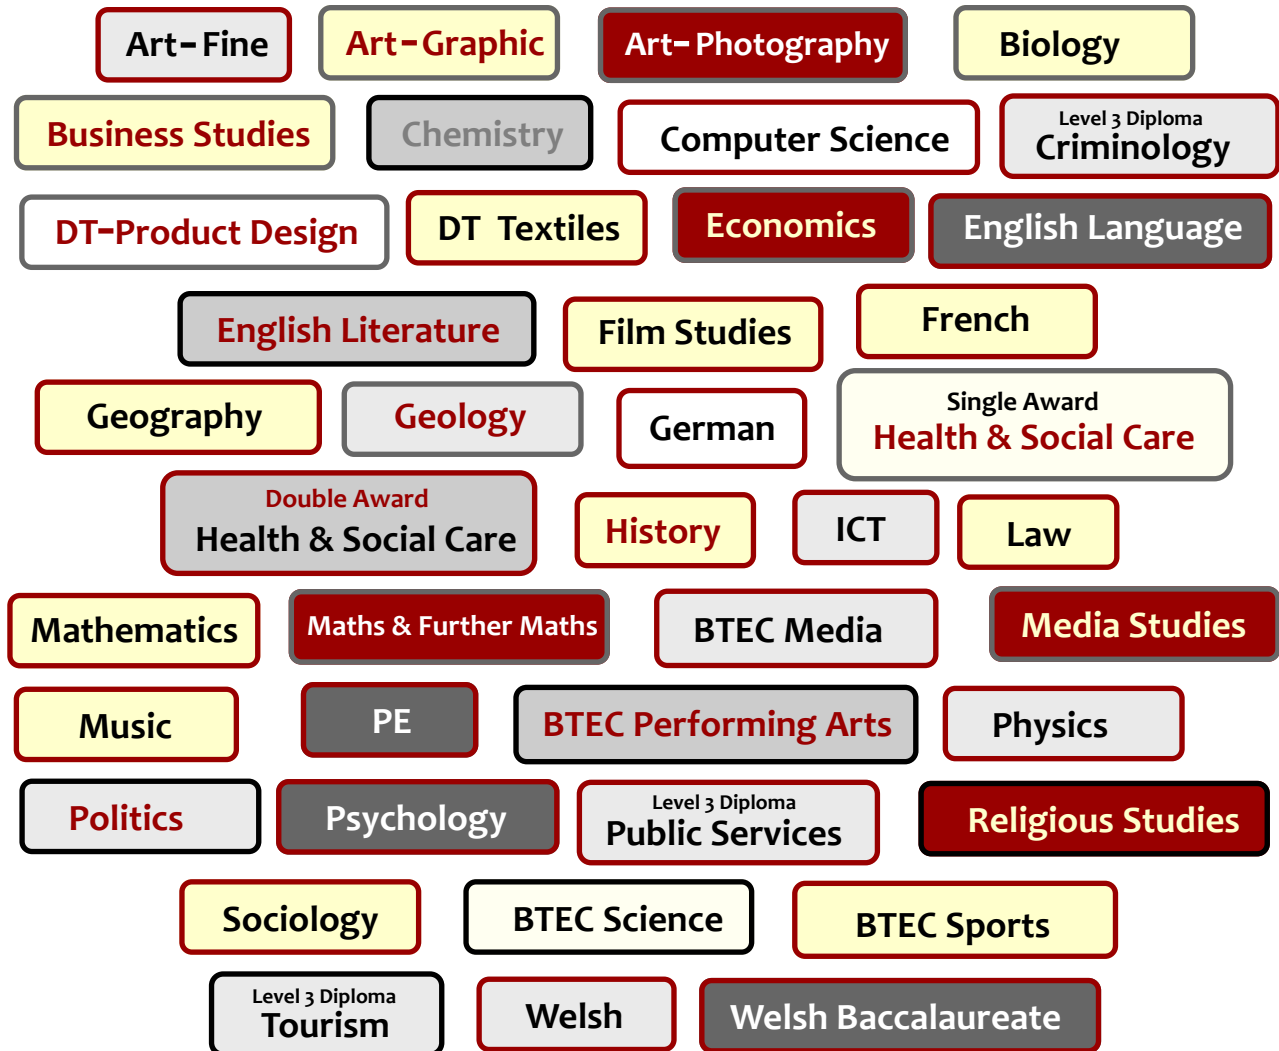 Art-Fine
Art-Graphic
Art-Photography
Biology
Business Studies
Chemistry
Computer Science
Level 3 Diploma
Criminology
DT-Product Design
DT Textiles
Economics
English Language
English Literature
Film Studies
French
Geography
Geology
German
Single Award
Health & Social Care
Double Award
Health & Social Care
History
ICT
Law
Mathematics
Maths & Further Maths
BTEC Media
Media Studies
Music
PE
BTEC Performing Arts
Physics
Politics
Psychology
Level 3 Diploma
Public Services
Religious Studies
Sociology
BTEC Science
BTEC Sports
Level 3 Diploma
Tourism
Welsh
Welsh Baccalaureate